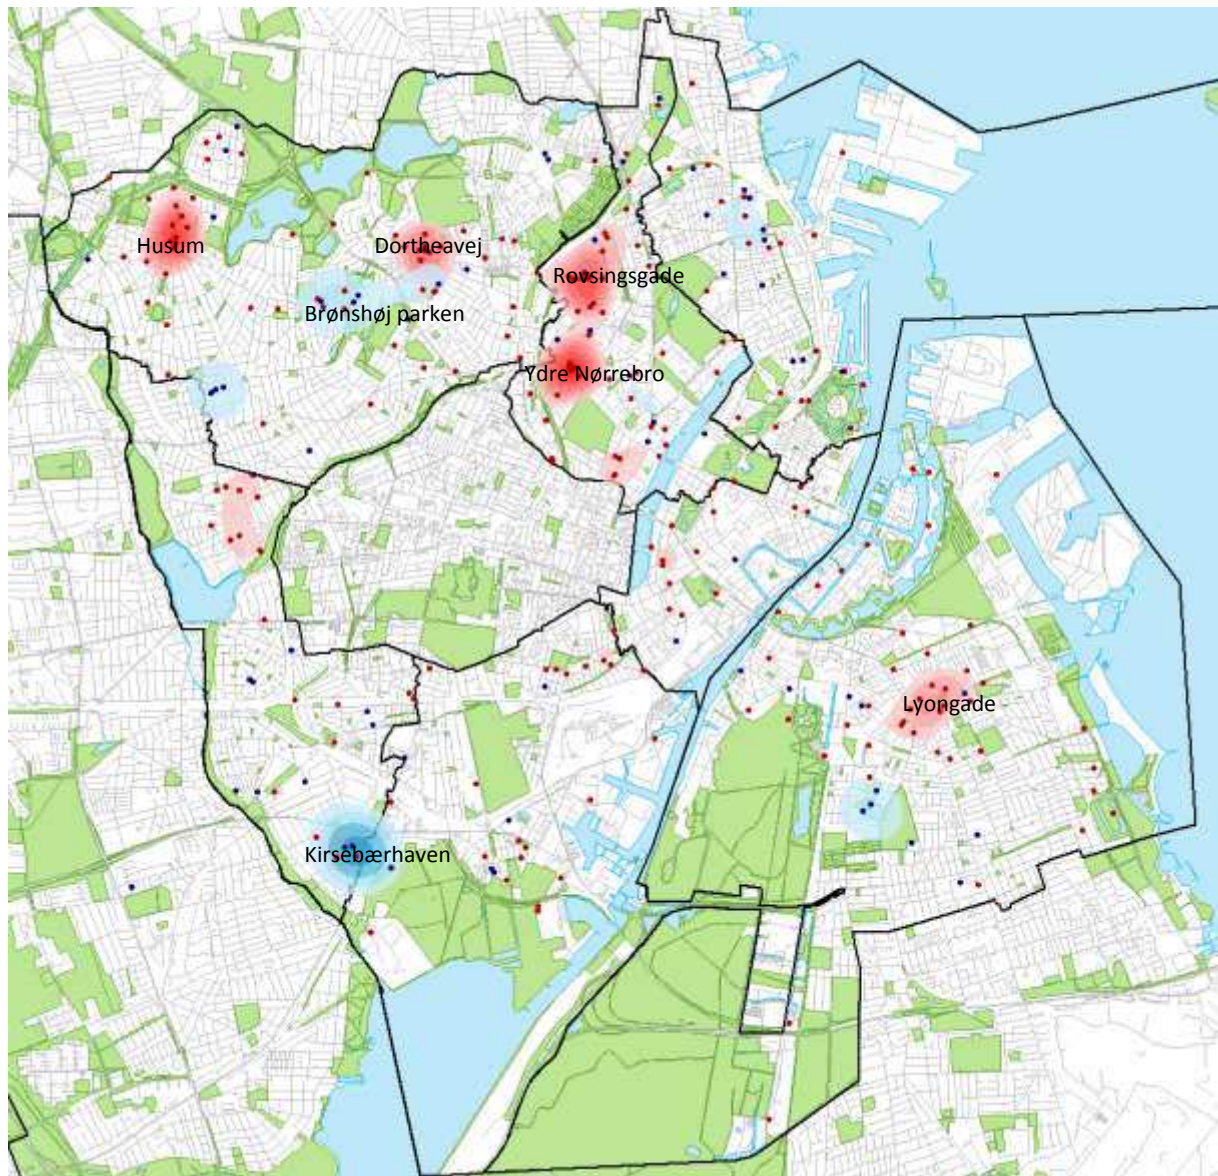 Husum
Dortheavej
Rovsingsgade
Brønshøj parken
Ydre Nørrebro
Lyongade
Kirsebærhaven